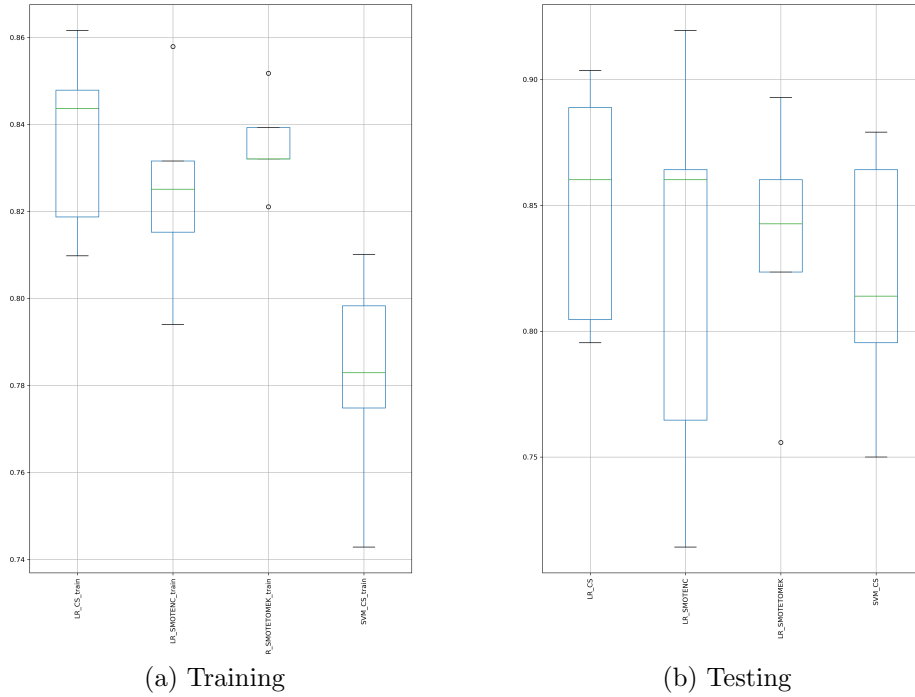 0.86
0.84
0.82
0.80
0.78
0.76
0.74
LR_CS_train
LR_SMOTENC_train
R_SMOTETOMEK_train
SVM_CS_train
(a) Training
0.90
0.85
0.80
0.75
LR_CS
LR_SMOTENC
LR_SMOTETOMEK
SVM_CS
(b) Testing